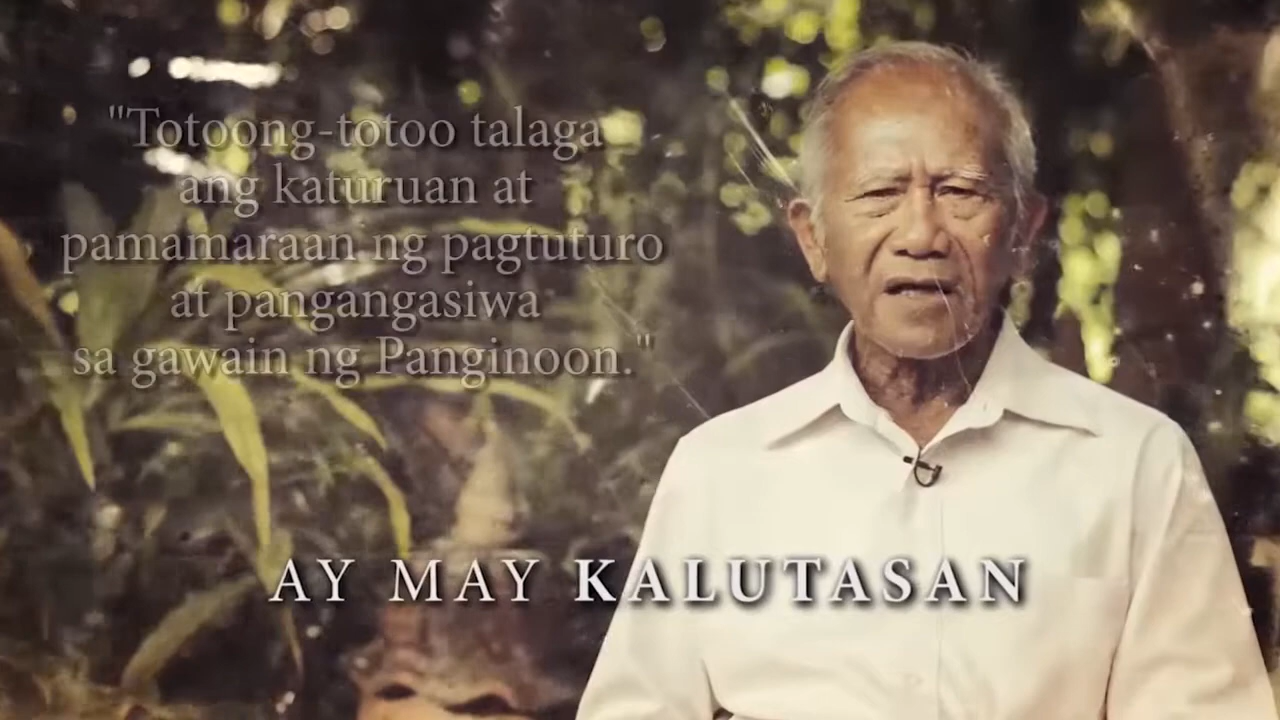 "Totoong-totoo talaga
ang katuruan at
pamamaraan ng pagtuturo
at pangangasiwa
sa gawain ng Panginoon."
AY MAY KALUTASAN